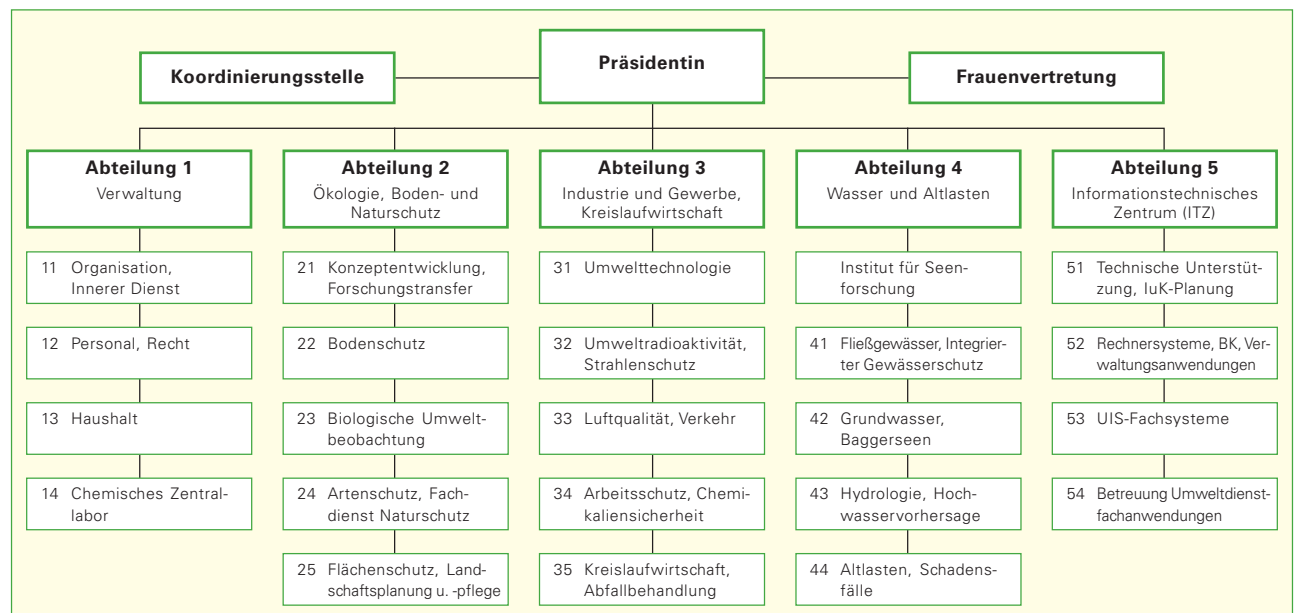 Präsidentin
Koordinierungsstelle
Frauenvertretung
Abteilung 1
Verwaltung
11 Organisation,
Innerer Dienst
12 Personal, Recht
13 Haushalt
14 Chemisches Zentral-
labor
Abteilung 2
Ökologie, Boden- und
Naturschutz
21 Konzeptentwicklung,
Forschungstransfer
22 Bodenschutz
23 Biologische Umwelt-
beobachtung
24 Artenschutz, Fach-
dienst Naturschutz
25 Flächenschutz, Land-
schaftsplanung u. -pflege
Abteilung 3
Industrie und Gewerbe,
Kreislaufwirtschaft
31 Umwelttechnologie
32 Umweltradioaktivität,
Strahlenschutz
33 Luftqualität, Verkehr
34 Arbeitsschutz, Chemi-
kaliensicherheit
35 Kreislaufwirtschaft,
Abfallbehandlung
Abteilung 4
Wasser und Altlasten
Institut für Seen-
forschung
41 Fließgewässer, Integrier-
ter Gewässerschutz
42 Grundwasser,
Baggerseen
43 Hydrologie, Hoch-
wasservorhersage
44 Altlasten, Schadens-
fälle
Abteilung 5
Informationstechnisches
Zentrum (ITZ)
51 Technische Unterstüt-
zung, IuK-Planung
52 Rechnersysteme, BK, Ver-
waltungsanwendungen
53 UIS-Fachsysteme
54 Betreuung Umweltdienst-
fachanwendungen